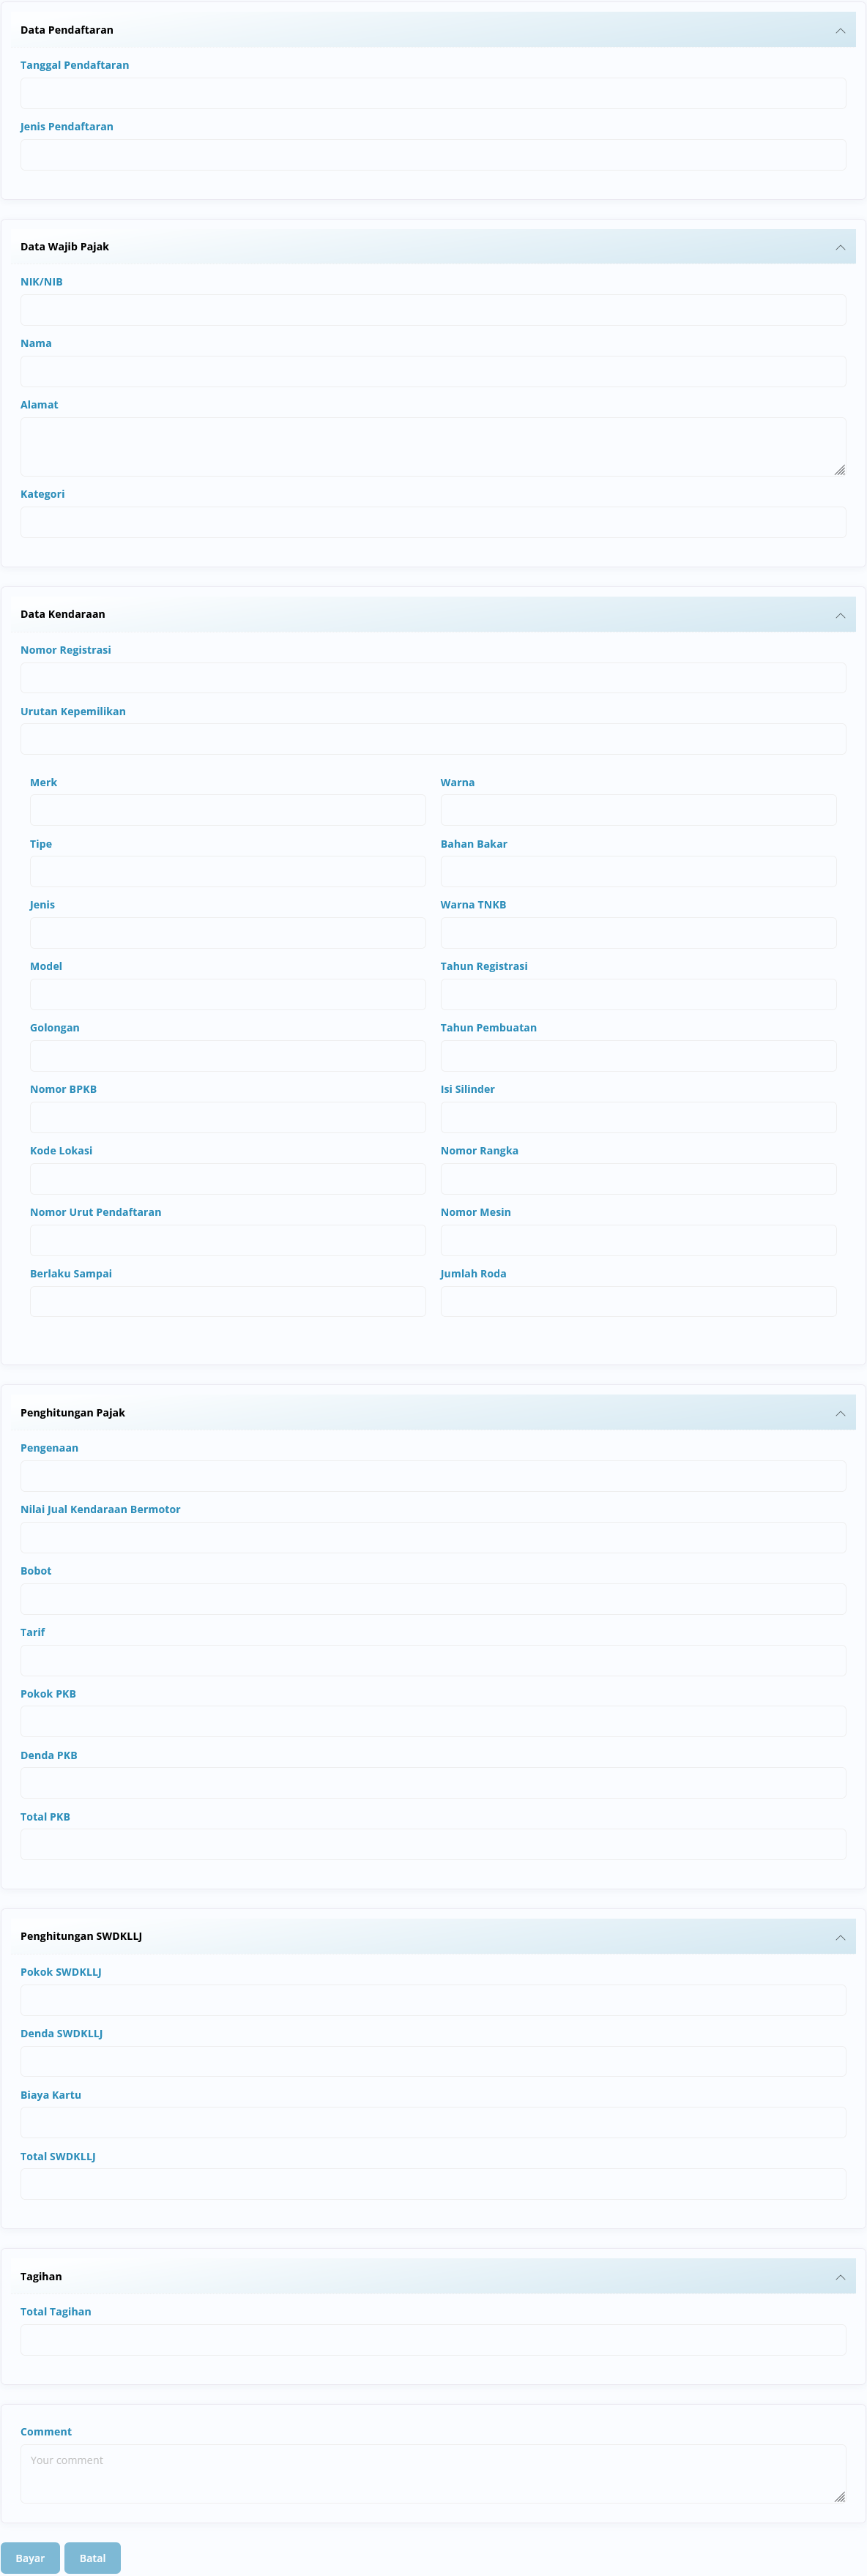 Data Pendaftaran
Tanggal Pendaftaran
Jenis Pendaftaran
Data Wajib Pajak
NIK/NIB
Nama
Alamat
Kategori
Data Kendaraan
Nomor Registrasi
Urutan Kepemilikan
Merk
Warna
Tipe
Bahan Bakar
Jenis
Warna TNKB
Model
Tahun Registrasi
Golongan
Tahun Pembuatan
Nomor BPKB
Isi Silinder
Kode Lokasi
Nomor Rangka
Nomor Urut Pendaftaran
Nomor Mesin
Berlaku Sampai
Jumlah Roda
Penghitungan Pajak
Pengenaan
Nilai Jual Kendaraan Bermotor
Bobot
Tarif
Pokok PKB
Denda PKB
Total PKB
Penghitungan SWDKLLJ
Pokok SWDKLLJ
Denda SWDKLLJ
Biaya Kartu
Total SWDKLLJ
Tagihan
Total Tagihan
Comment
Your comment
Bayar
Batal